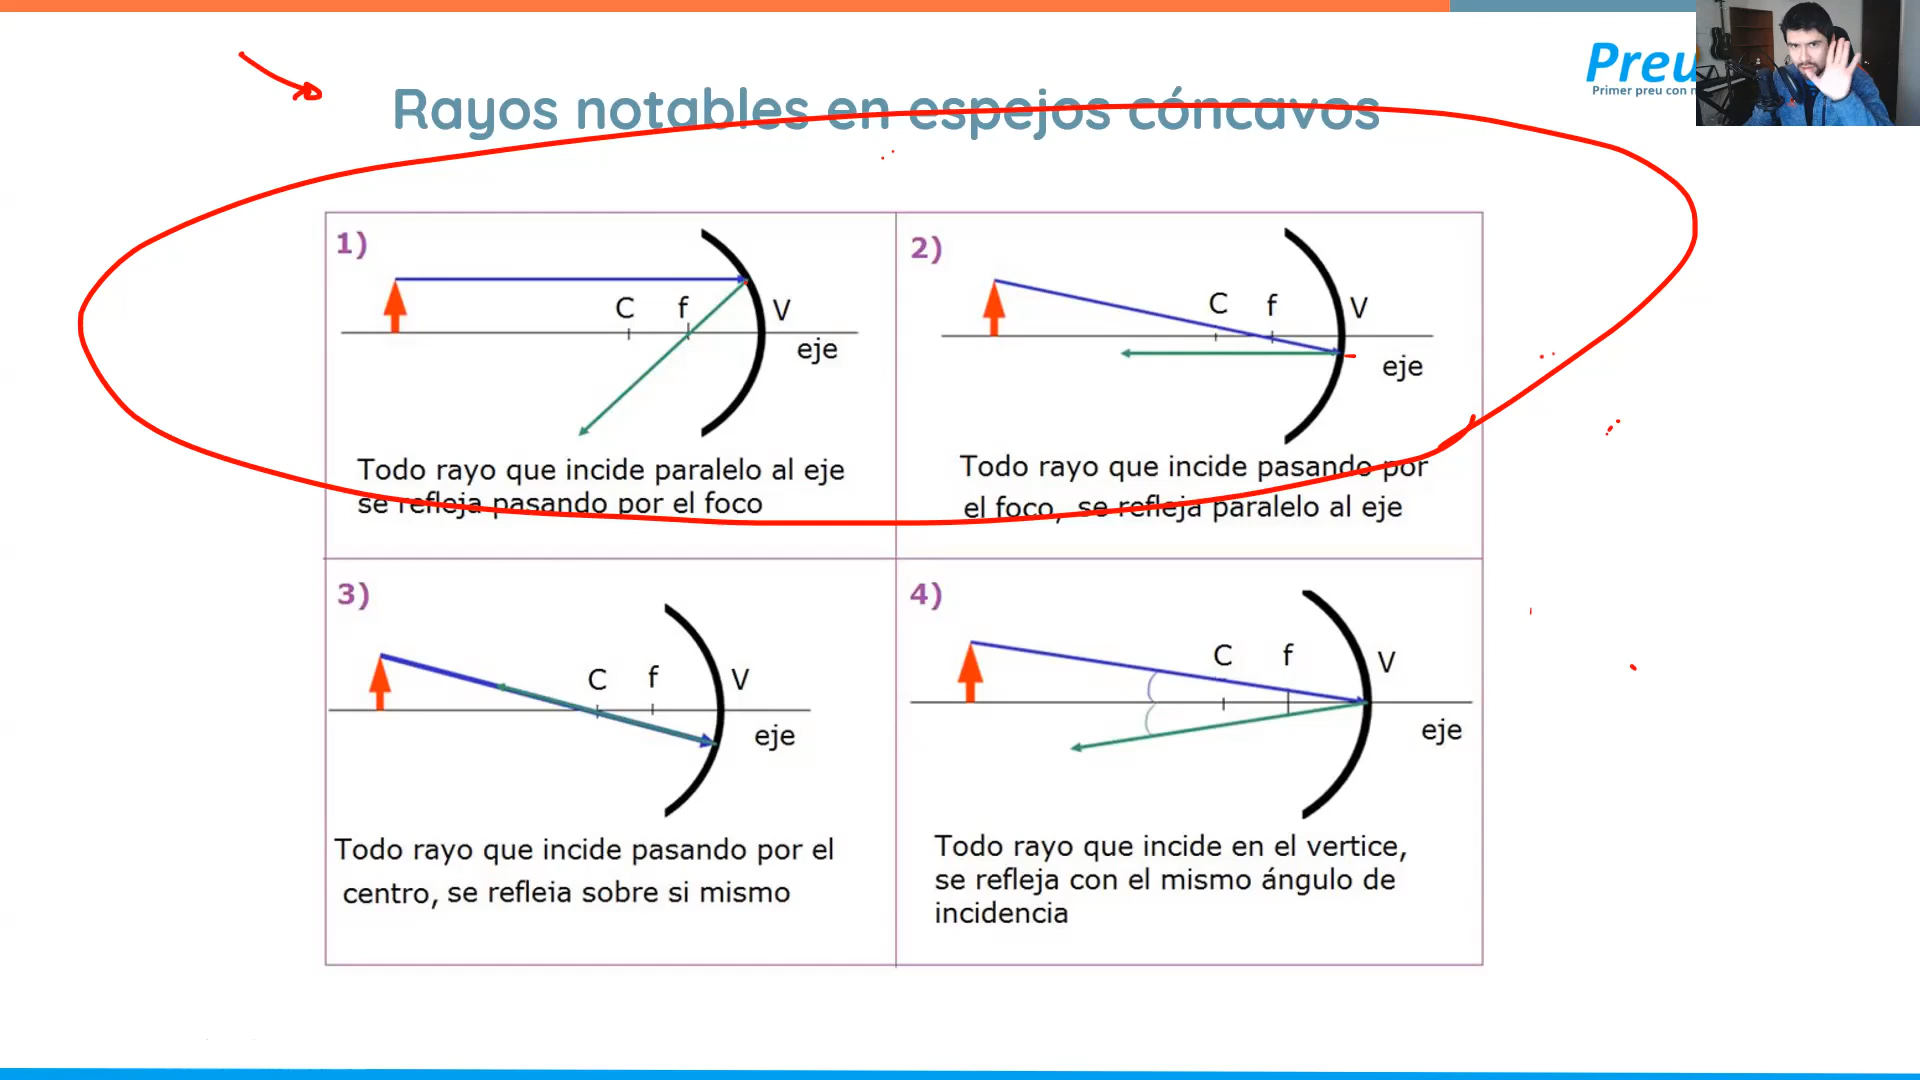 Preu
Primer preu con
Rayos notables en espejos cóncavos
1)
C f V
eje
Todo rayo que incide paralelo al eje
se refleja pasando por el foco
2)
C f V
eje
Todo rayo que incide pasando por
el foco, se refleja paralelo al eje
3)
C f V
eje
Todo rayo que incide pasando por el
centro, se refleia sobre si mismo
4)
C f V
eje
Todo rayo que incide en el vertice,
se refleja con el mismo ángulo de
incidencia